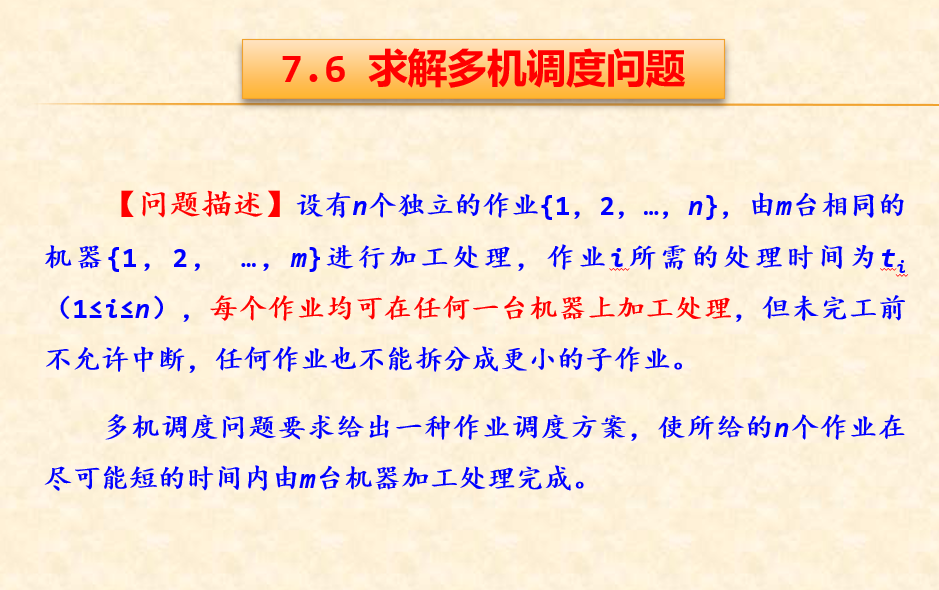 7.6 求解多机调度问题
【问题描述】设有n个独立的作业{1，2，…，n}，由m台相同的
机器{1，2， …，m}进行加工处理，作业i所需的处理时间为ti
（1≤i≤n），每个作业均可在任何一台机器上加工处理，但未完工前
不允许中断，任何作业也不能拆分成更小的子作业。
多机调度问题要求给出一种作业调度方案，使所给的n个作业在
尽可能短的时间内由m台机器加工处理完成。